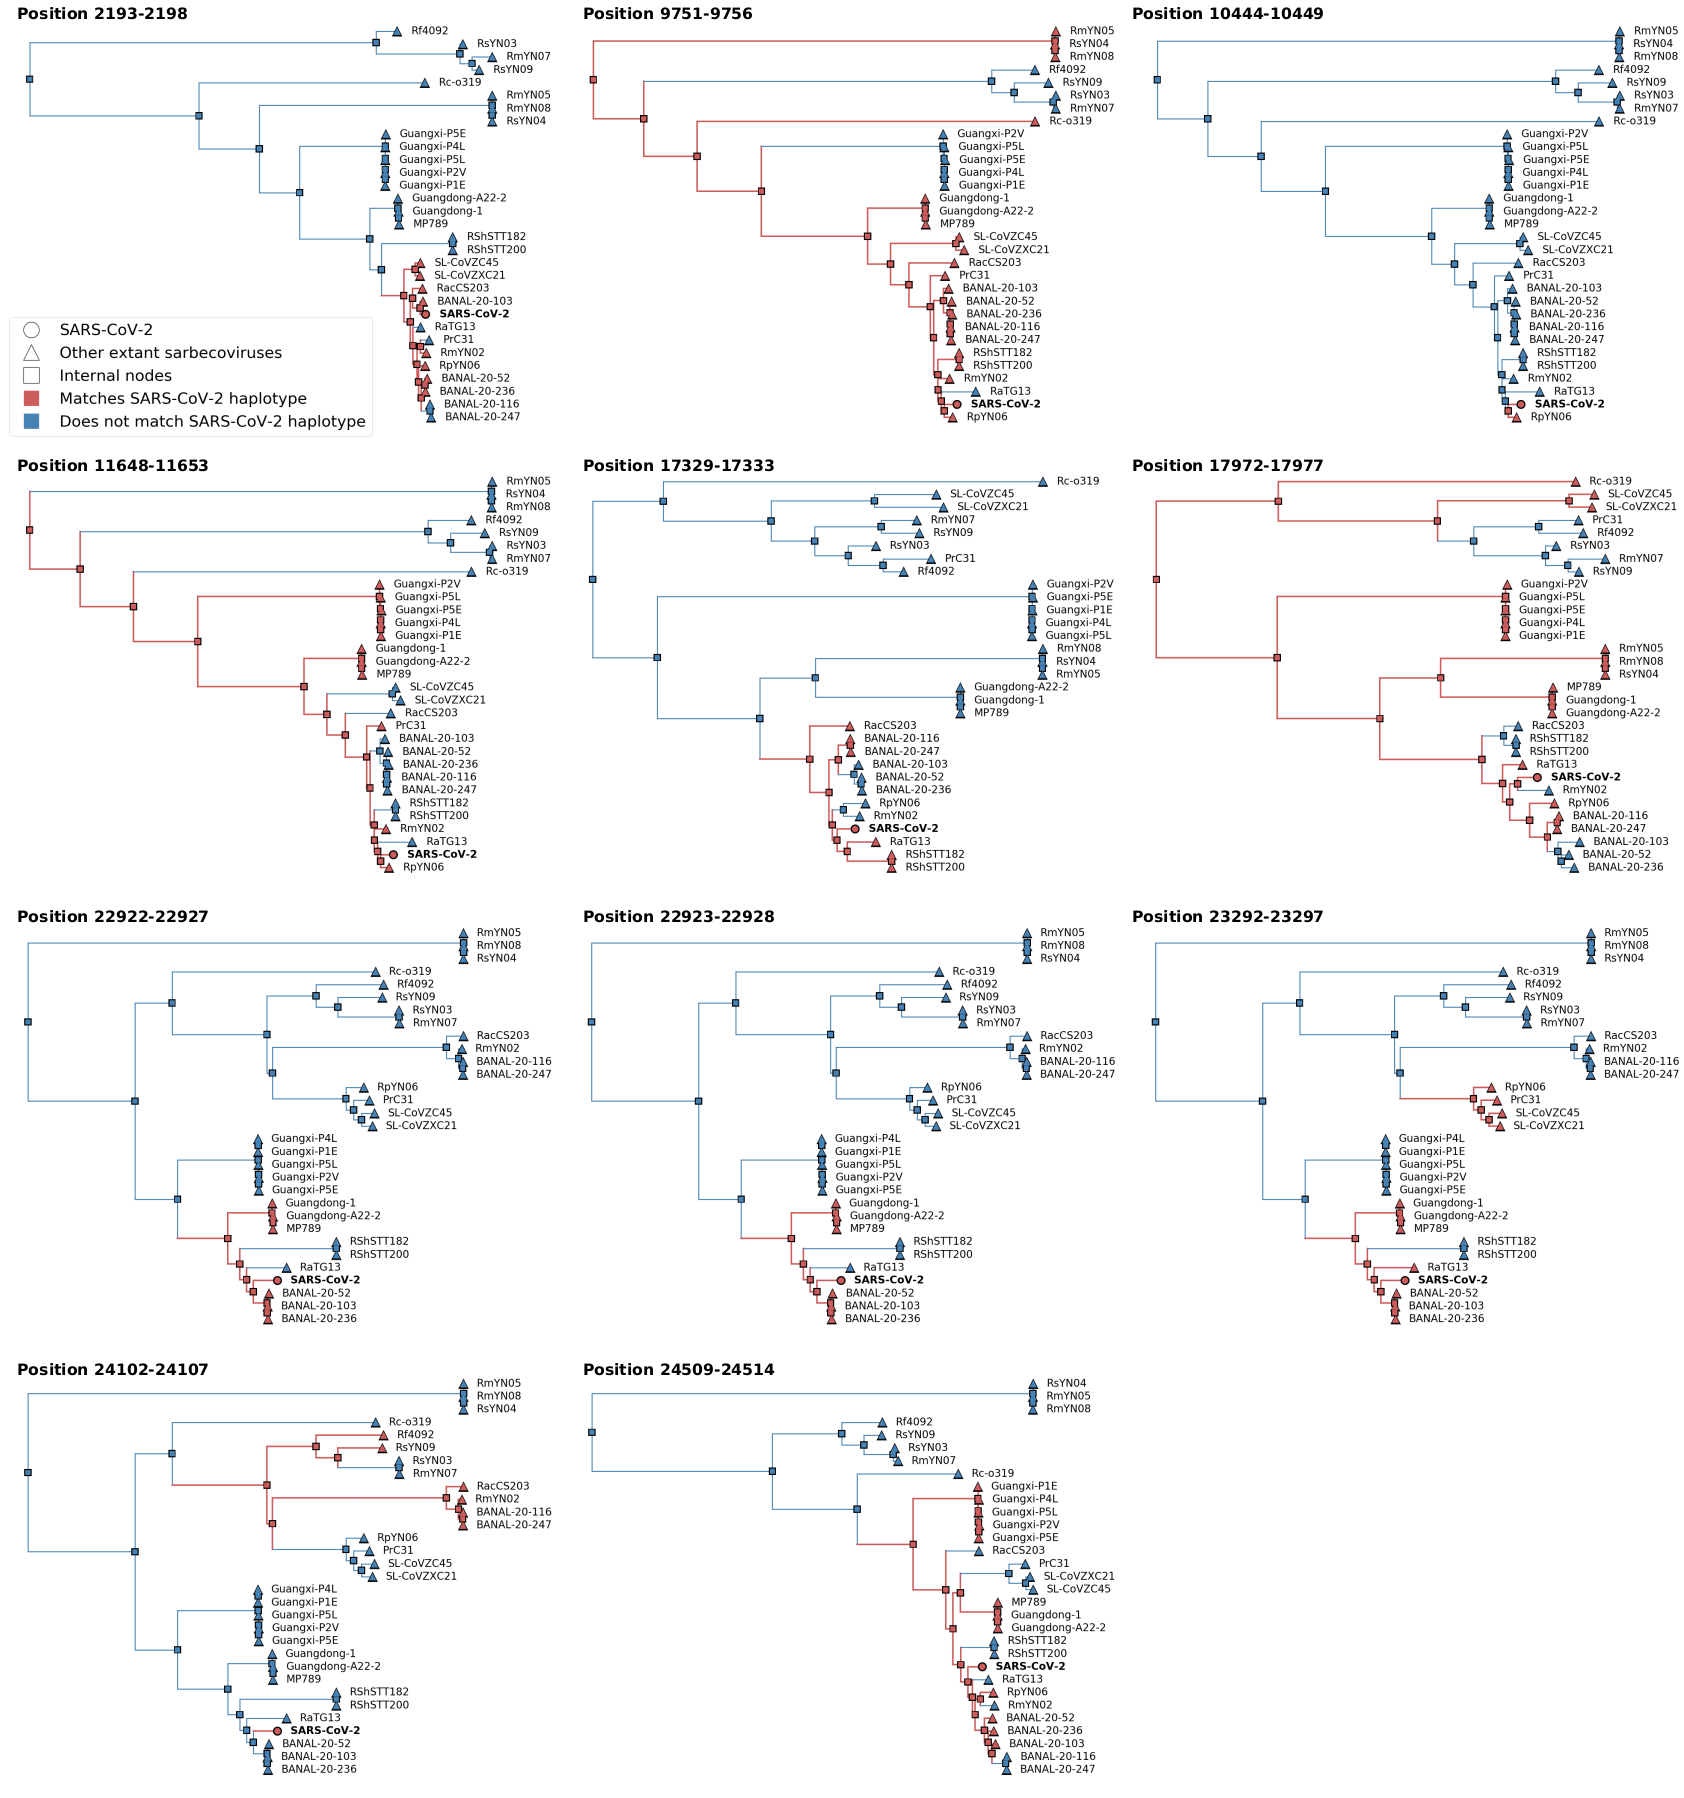 Position 2193-2198
Rf4092
RsYN03
RmYN07
RsYN09
Rc-o319
RmYN05
RmYN08
RsYN04
Guangxi-P5E
Guangxi-P4L
Guangxi-P5L
Guangxi-P2V
Guangxi-P1E
Guangdong-A22-2
Guangdong-1
MP789
RShSTT182
RShSTT200
SL-CoVZC45
SL-CoVZXC21
RacCS203
BANAL-20-103
SARS-CoV-2
RaTG13
PrC31
RmYN02
RpYN06
BANAL-20-52
BANAL-20-236
BANAL-20-116
BANAL-20-247
SARS-CoV-2
Other extant sarbecoviruses
Internal nodes
Matches SARS-CoV-2 haplotype
Does not match SARS-CoV-2 haplotype
Position 9751-9756
RmYN05
RsYN04
RmYN08
Rf4092
RsYN09
RsYN03
RmYN07
Rc-o319
Guangxi-P2V
Guangxi-P5L
Guangxi-P5E
Guangxi-P4L
Guangxi-P1E
Guangdong-1
Guangdong-A22-2
MP789
SL-CoVZC45
SL-CoVZXC21
RacCS203
PrC31
BANAL-20-103
BANAL-20-52
BANAL-20-236
BANAL-20-116
BANAL-20-247
RShSTT182
RShSTT200
RmYN02
RaTG13
SARS-CoV-2
RpYN06
Position 10444-10449
RmYN05
RsYN04
RmYN08
Rf4092
RsYN09
RsYN03
RmYN07
Rc-o319
Guangxi-P2V
Guangxi-P5L
Guangxi-P5E
Guangxi-P4L
Guangxi-P1E
Guangdong-1
Guangdong-A22-2
MP789
SL-CoVZC45
SL-CoVZXC21
RacCS203
PrC31
BANAL-20-103
BANAL-20-52
BANAL-20-236
BANAL-20-116
BANAL-20-247
RShSTT182
RShSTT200
RmYN02
RaTG13
SARS-CoV-2
RpYN06
Position 11648-11653
RmYN05
RsYN04
RmYN08
Rf4092
RsYN09
RsYN03
RmYN07
Rc-o319
Guangxi-P2V
Guangxi-P5L
Guangxi-P5E
Guangxi-P4L
Guangxi-P1E
Guangdong-1
Guangdong-A22-2
MP789
SL-CoVZC45
SL-CoVZXC21
RacCS203
PrC31
BANAL-20-103
BANAL-20-52
BANAL-20-236
BANAL-20-116
BANAL-20-247
RShSTT182
RShSTT200
RmYN02
RaTG13
SARS-CoV-2
RpYN06
Position 17329-17333
Rc-o319
SL-CoVZC45
SL-CoVZXC21
RmYN07
RsYN09
RsYN03
PrC31
Rf4092
Guangxi-P2V
Guangxi-P5E
Guangxi-P1E
Guangxi-P4L
Guangxi-P5L
RmYN08
RsYN04
RmYN05
Guangdong-A22-2
Guangdong-1
MP789
RacCS203
BANAL-20-116
BANAL-20-247
BANAL-20-103
BANAL-20-52
BANAL-20-236
RpYN06
RmYN02
SARS-CoV-2
RaTG13
RShSTT182
RShSTT200
Position 17972-17977
Rc-o319
SL-CoVZC45
SL-CoVZXC21
PrC31
Rf4092
RsYN03
RmYN07
RsYN09
Guangxi-P2V
Guangxi-P5L
Guangxi-P5E
Guangxi-P4L
Guangxi-P1E
RmYN05
RmYN08
RsYN04
MP789
Guangdong-1
Guangdong-A22-2
RacCS203
RShSTT182
RShSTT200
RaTG13
SARS-CoV-2
RmYN02
RpYN06
BANAL-20-116
BANAL-20-247
BANAL-20-103
BANAL-20-52
BANAL-20-236
Position 22922-22927
RmYN05
RmYN08
RsYN04
Rc-o319
Rf4092
RsYN09
RsYN03
RmYN07
RacCS203
RmYN02
BANAL-20-116
BANAL-20-247
RpYN06
PrC31
SL-CoVZC45
SL-CoVZXC21
Guangxi-P4L
Guangxi-P1E
Guangxi-P5L
Guangxi-P2V
Guangxi-P5E
Guangdong-1
Guangdong-A22-2
MP789
RShSTT182
RShSTT200
RaTG13
SARS-CoV-2
BANAL-20-52
BANAL-20-103
BANAL-20-236
Position 22923-22928
RmYN05
RmYN08
RsYN04
Rc-o319
Rf4092
RsYN09
RsYN03
RmYN07
RacCS203
RmYN02
BANAL-20-116
BANAL-20-247
RpYN06
PrC31
SL-CoVZC45
SL-CoVZXC21
Guangxi-P4L
Guangxi-P1E
Guangxi-P5L
Guangxi-P2V
Guangxi-P5E
Guangdong-1
Guangdong-A22-2
MP789
RShSTT182
RShSTT200
RaTG13
SARS-CoV-2
BANAL-20-52
BANAL-20-103
BANAL-20-236
Position 23292-23297
RmYN05
RmYN08
RsYN04
Rc-o319
Rf4092
RsYN09
RsYN03
RmYN07
RacCS203
RmYN02
BANAL-20-116
BANAL-20-247
RpYN06
PrC31
SL-CoVZC45
SL-CoVZXC21
Guangxi-P4L
Guangxi-P1E
Guangxi-P5L
Guangxi-P2V
Guangxi-P5E
Guangdong-1
Guangdong-A22-2
MP789
RShSTT182
RShSTT200
RaTG13
SARS-CoV-2
BANAL-20-52
BANAL-20-103
BANAL-20-236
Position 24102-24107
RmYN05
RmYN08
RsYN04
Rc-o319
Rf4092
RsYN09
RsYN03
RmYN07
RacCS203
RmYN02
BANAL-20-116
BANAL-20-247
RpYN06
PrC31
SL-CoVZC45
SL-CoVZXC21
Guangxi-P4L
Guangxi-P1E
Guangxi-P5L
Guangxi-P2V
Guangxi-P5E
Guangdong-1
Guangdong-A22-2
MP789
RShSTT182
RShSTT200
RaTG13
SARS-CoV-2
BANAL-20-52
BANAL-20-103
BANAL-20-236
Position 24509-24514
RsYN04
RmYN05
RmYN08
Rf4092
RsYN09
RsYN03
RmYN07
Rc-o319
Guangxi-P1E
Guangxi-P4L
Guangxi-P5L
Guangxi-P2V
Guangxi-P5E
RacCS203
PrC31
SL-CoVZXC21
SL-CoVZC45
MP789
Guangdong-1
Guangdong-A22-2
RShSTT182
RShSTT200
SARS-CoV-2
RaTG13
RpYN06
RmYN02
BANAL-20-52
BANAL-20-236
BANAL-20-103
BANAL-20-116
BANAL-20-247